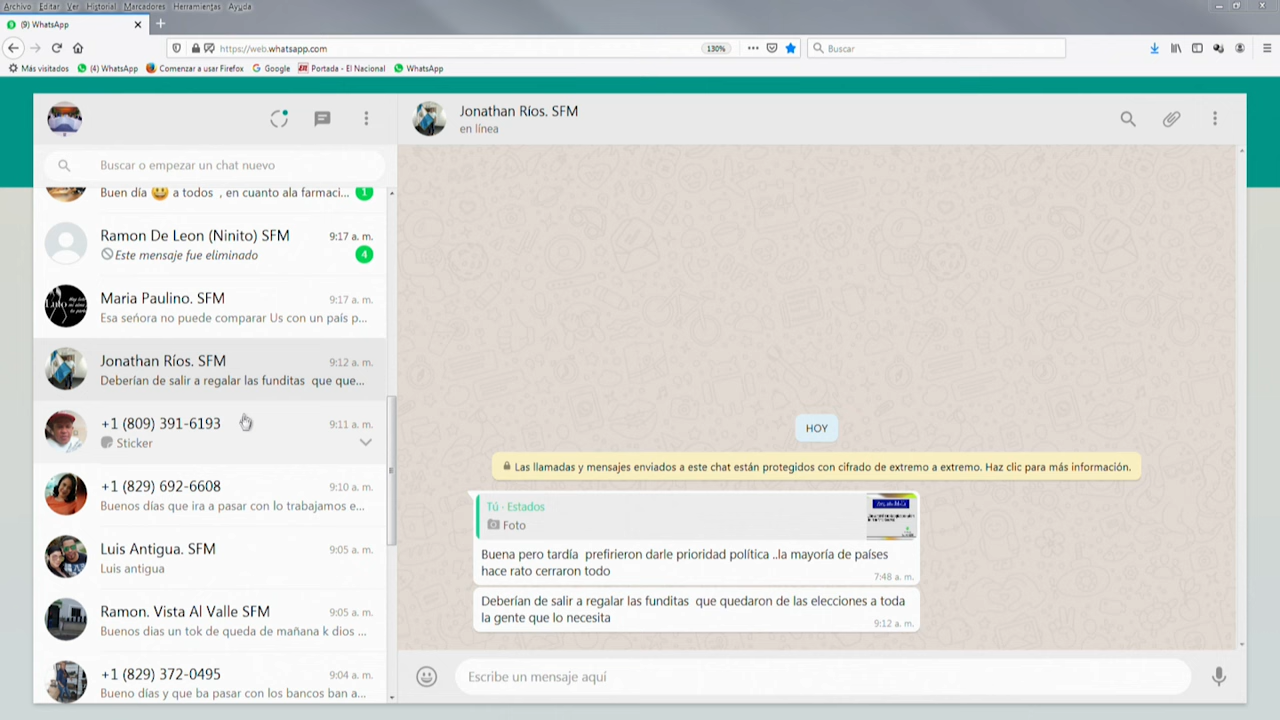 Archivo Editar Ver Historial Marcadores Herramientas Ayuda
(9) WhatsApp
https://web.whatsapp.com
130%
Buscar
Más visitados
(4) WhatsApp
Comenzar a usar Firefox
Google
Portada - El Nacional
WhatsApp
Buscar o empezar un chat nuevo
Buen día 😃 a todos , en cuanto ala farmaci...
1
Ramon De Leon (Ninito) SFM
9:17 a. m.
Este mensaje fue eliminado
4
Maria Paulino. SFM
9:17 a. m.
Esa señora no puede comparar Us con un país p...
Jonathan Ríos. SFM
9:12 a. m.
Deberían de salir a regalar las funditas que que...
+1 (809) 391-6193
9:11 a. m.
Sticker
+1 (829) 692-6608
9:10 a. m.
Buenos días qusiera a pasar con lo trabajamos e...
Luis Antigua. SFM
9:05 a. m.
Luis antigua
Ramon. Vista Al Valle SFM
9:05 a. m.
Buenos dias un tok de queda de mañana k dios ...
+1 (829) 372-0495
9:04 a. m.
Bueno días y que ba pasar con los bancos ban a...
Jonathan Ríos. SFM
en línea
HOY
Las llamadas y mensajes enviados a este chat están protegidos con cifrado de extremo a extremo. Haz clic para más información.
Tú · Estados
Foto
Buena pero tardía prefirieron darle prioridad política ..la mayoría de países
hace rato cerraron todo
7:48 a. m.
Deberían de salir a regalar las funditas que quedaron de las elecciones a toda
la gente que lo necesita
9:12 a. m.
Escribe un mensaje aquí